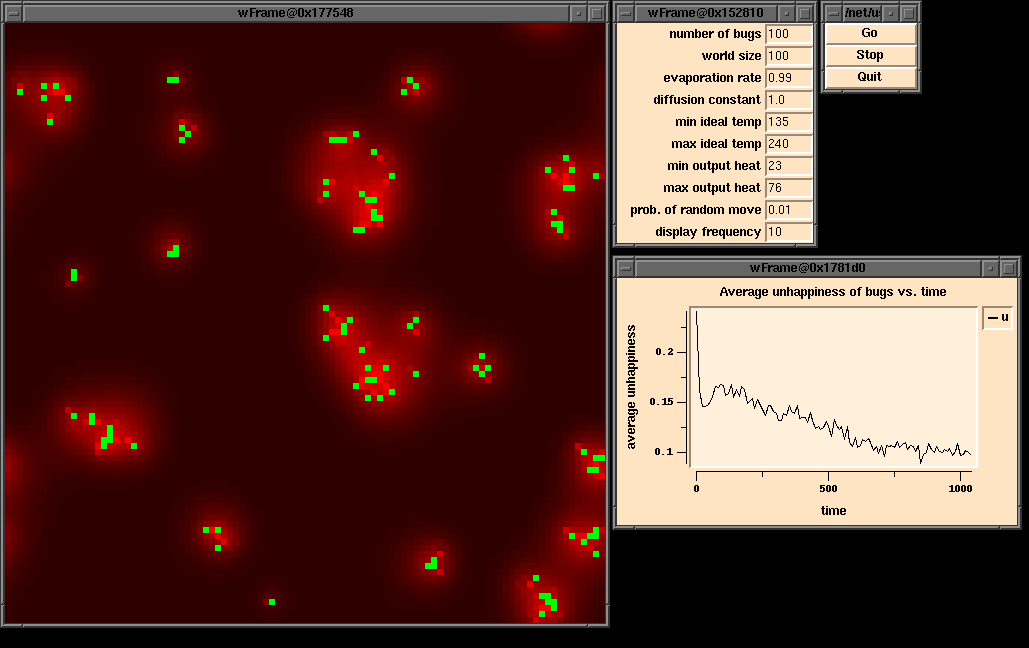 wFrame@0x177548
wFrame@0x152810
number of bugs 100
world size 100
evaporation rate 0.99
diffusion constant 1.0
min ideal temp 135
max ideal temp 240
min output heat 23
max output heat 76
prob. of random move 0.01
display frequency 10
Go
Stop
Quit
wFrame@0x1781d0
Average unhappiness of bugs vs. time
u
average unhappiness
0.2
0.15
0.1
0 500 1000
time